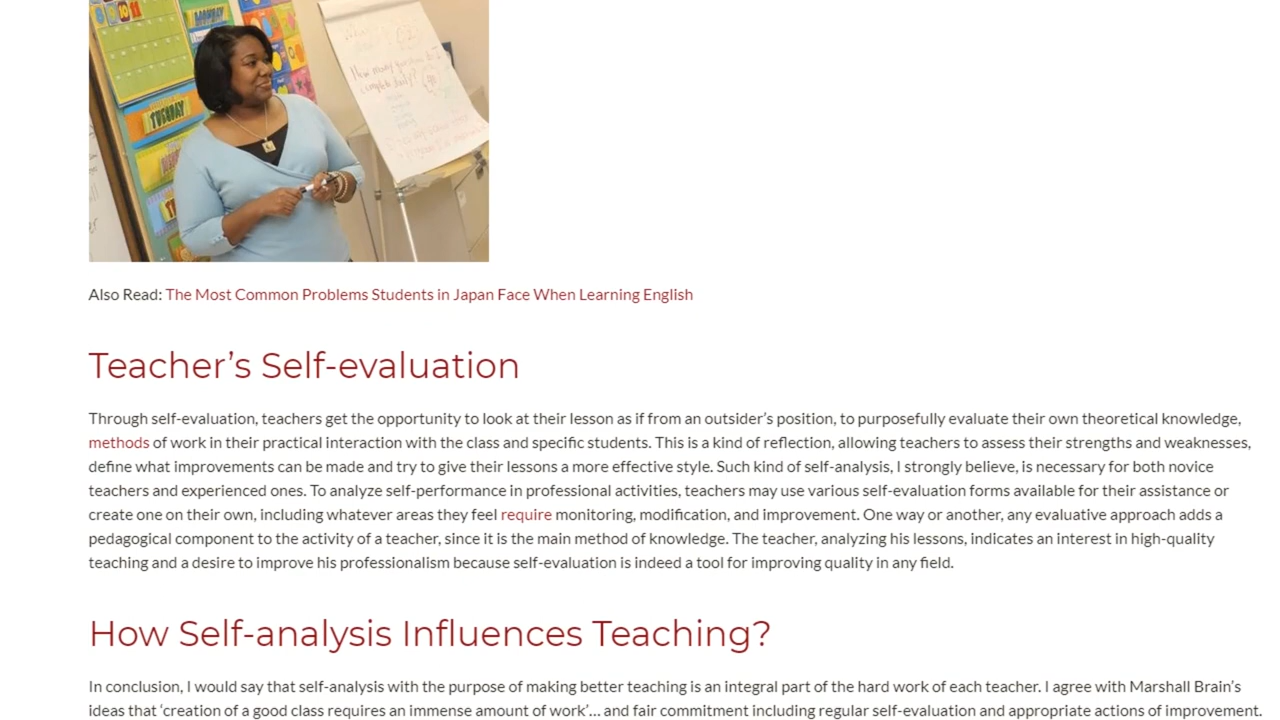 TUESDAY
Also Read: The Most Common Problems Students in Japan Face When Learning English
Teacher’s Self-evaluation
Through self-evaluation, teachers get the opportunity to look at their lesson as if from an outsider’s position, to purposefully evaluate their own theoretical knowledge,
methods of work in their practical interaction with the class and specific students. This is a kind of reflection, allowing teachers to assess their strengths and weaknesses,
define what improvements can be made and try to give their lessons a more effective style. Such kind of self-analysis, I strongly believe, is necessary for both novice
teachers and experienced ones. To analyze self-performance in professional activities, teachers may use various self-evaluation forms available for their assistance or
create one on their own, including whatever areas they feel require monitoring, modification, and improvement. One way or another, any evaluative approach adds a
pedagogical component to the activity of a teacher, since it is the main method of knowledge. The teacher, analyzing his lessons, indicates an interest in high-quality
teaching and a desire to improve his professionalism because self-evaluation is indeed a tool for improving quality in any field.
How Self-analysis Influences Teaching?
In conclusion, I would say that self-analysis with the purpose of making better teaching is an integral part of the hard work of each teacher. I agree with Marshall Brain’s
ideas that ‘creation of a good class requires an immense amount of work’... and fair commitment including regular self-evaluation and appropriate actions of improvement.